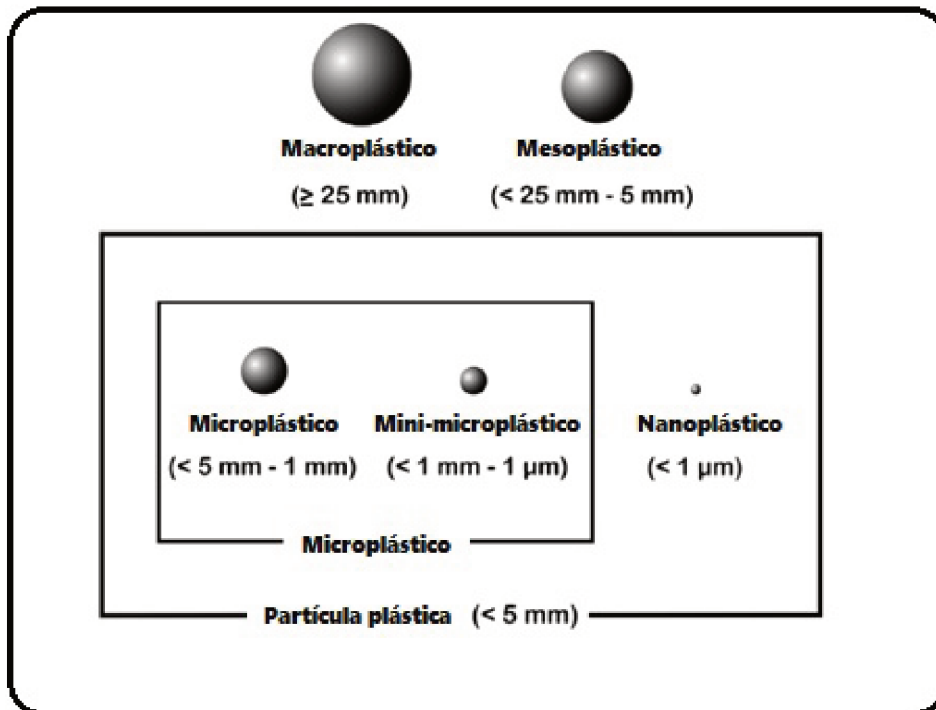 Macroplástico Mesoplástico
(≥ 25 mm) (< 25 mm - 5 mm)
Microplástico Mini-microplástico Nanoplástico
(< 5 mm - 1 mm) (< 1 mm - 1 µm) (< 1 µm)
Microplástico
Partícula plástica (< 5 mm)